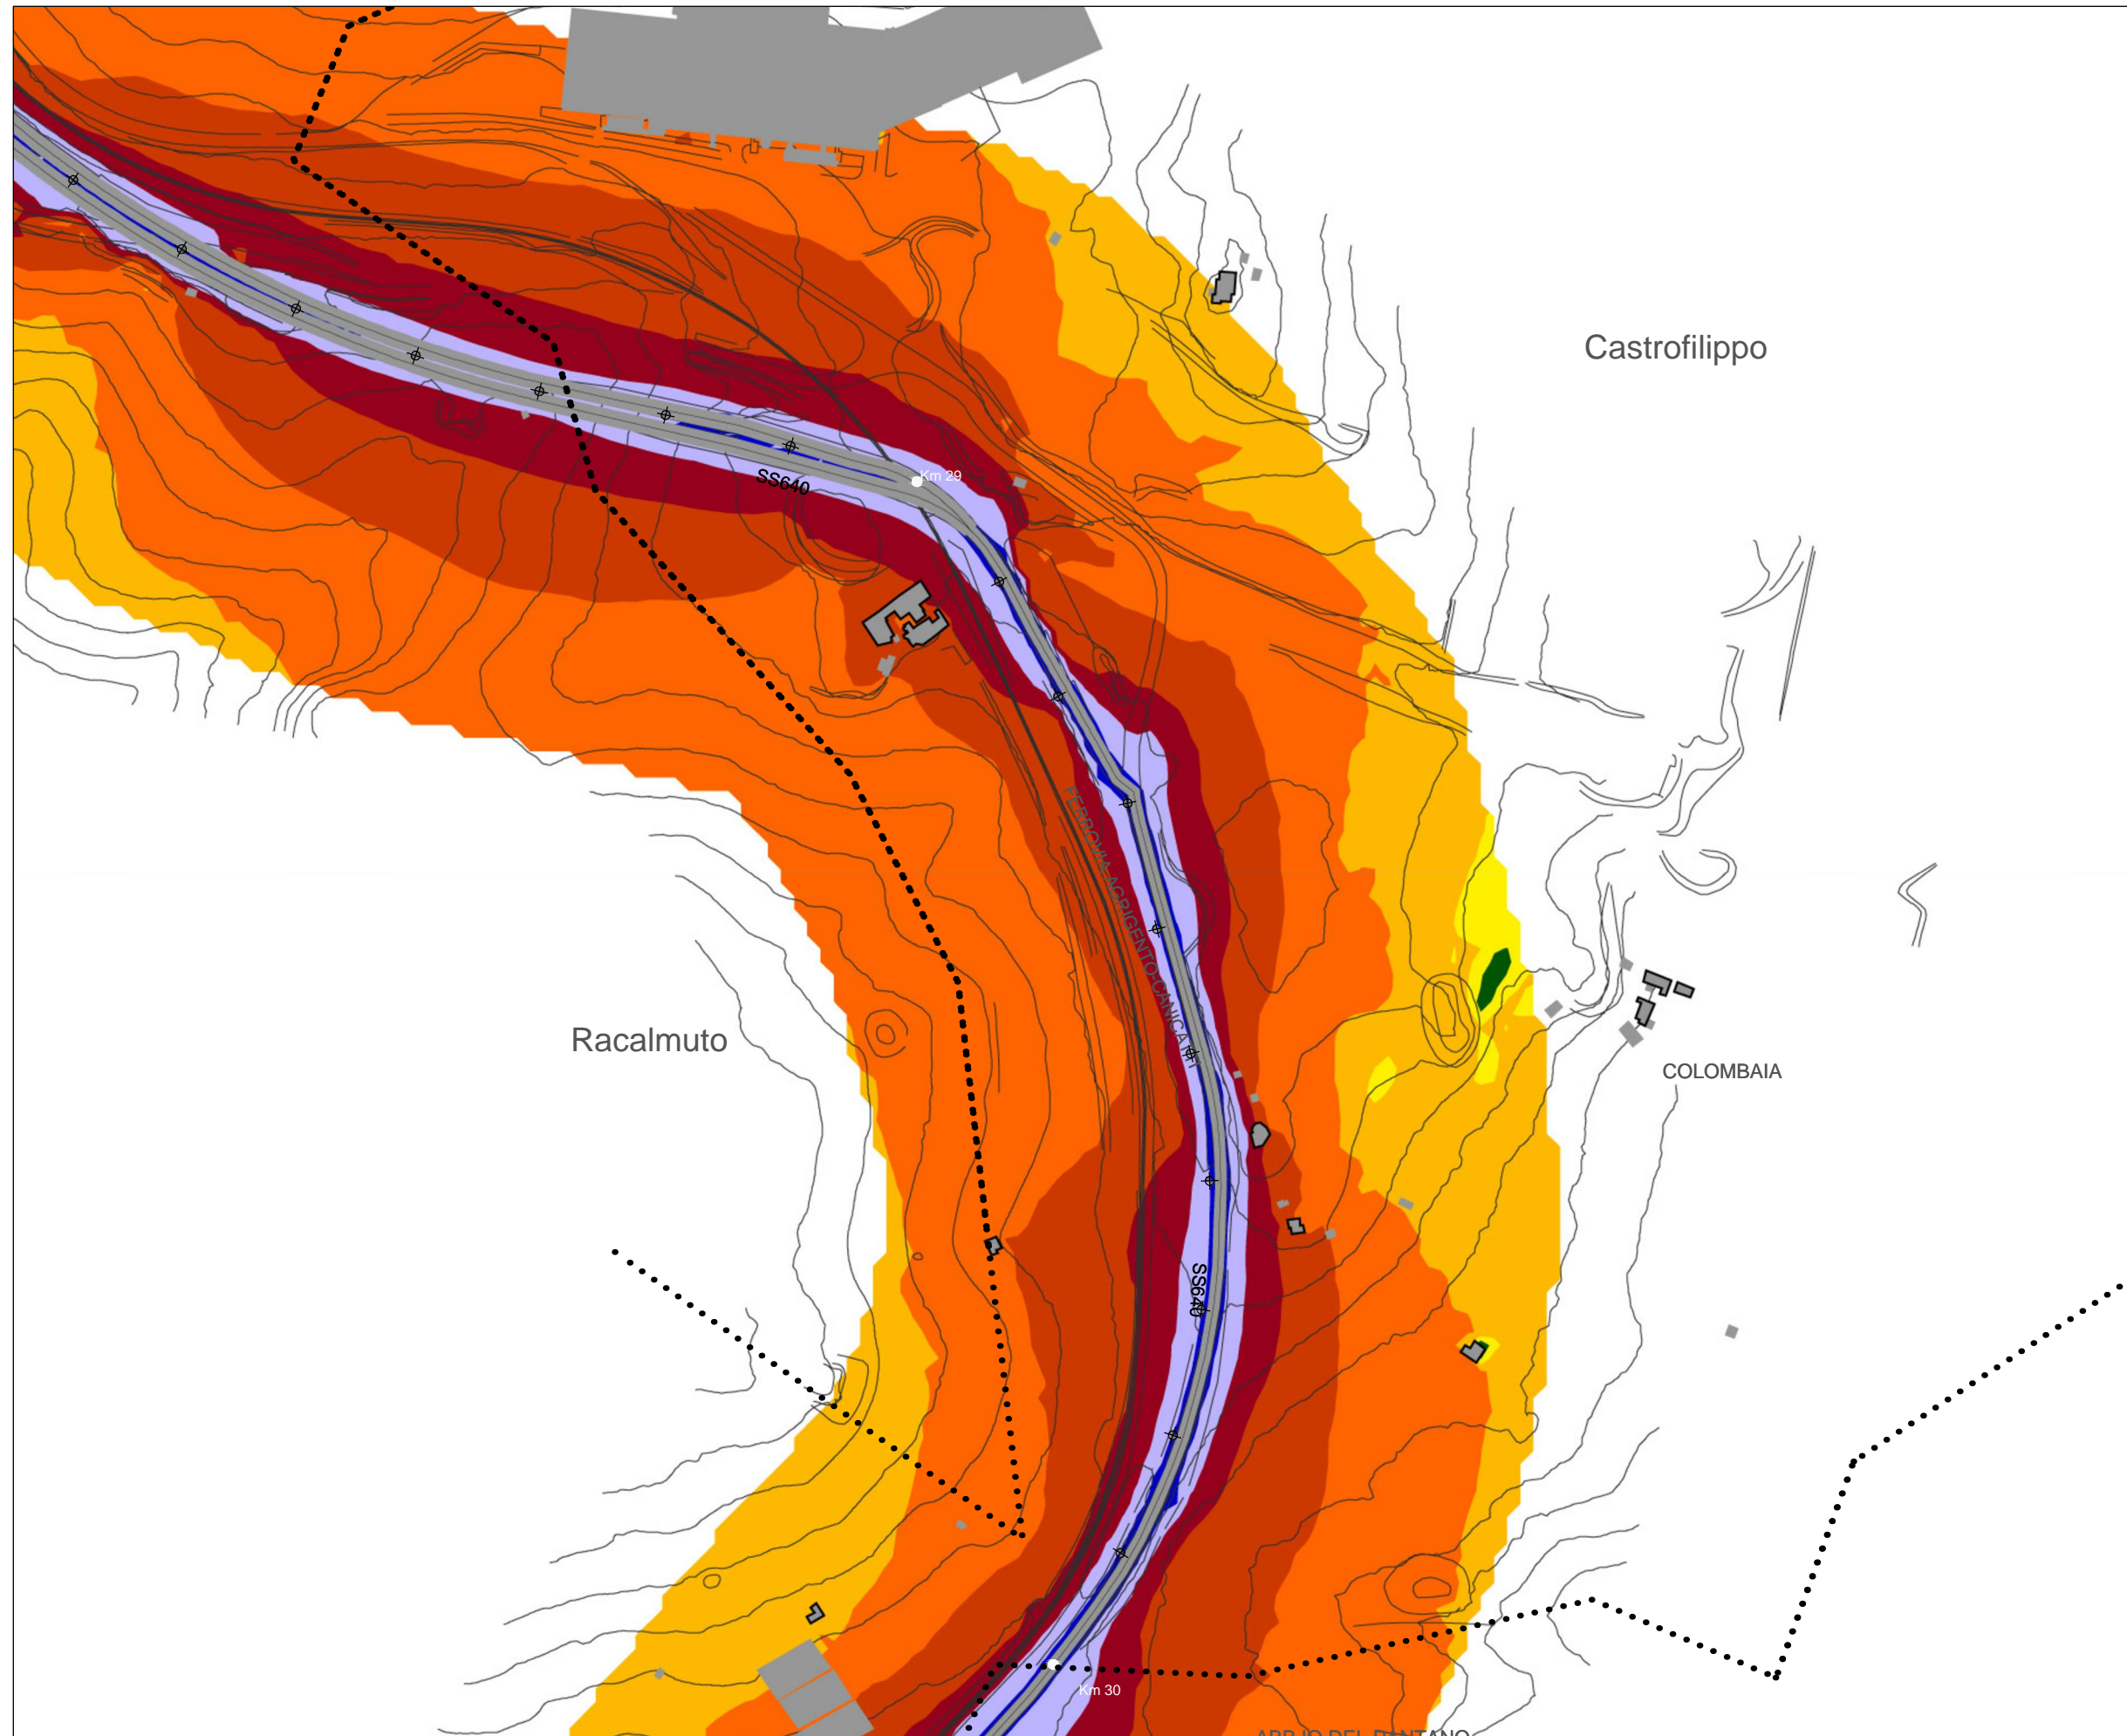 Castrofilippo
Km 29
SS640
FERROVIA AGRIGENTO-CANICATTI
Racalmuto
COLOMBAIA
SS640
Km 30